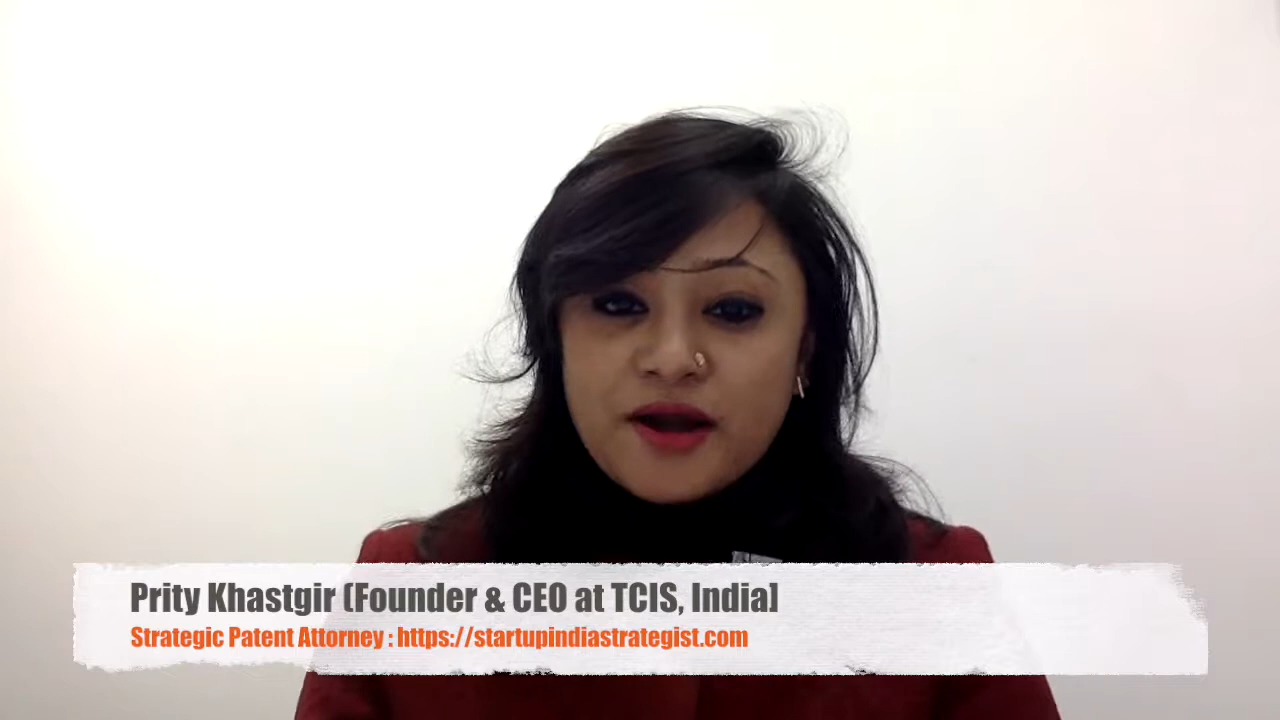 Prity Khastgir (Founder & CEO at TCIS, India]
Strategic Patent Attorney : https://startupindiastrategist.com